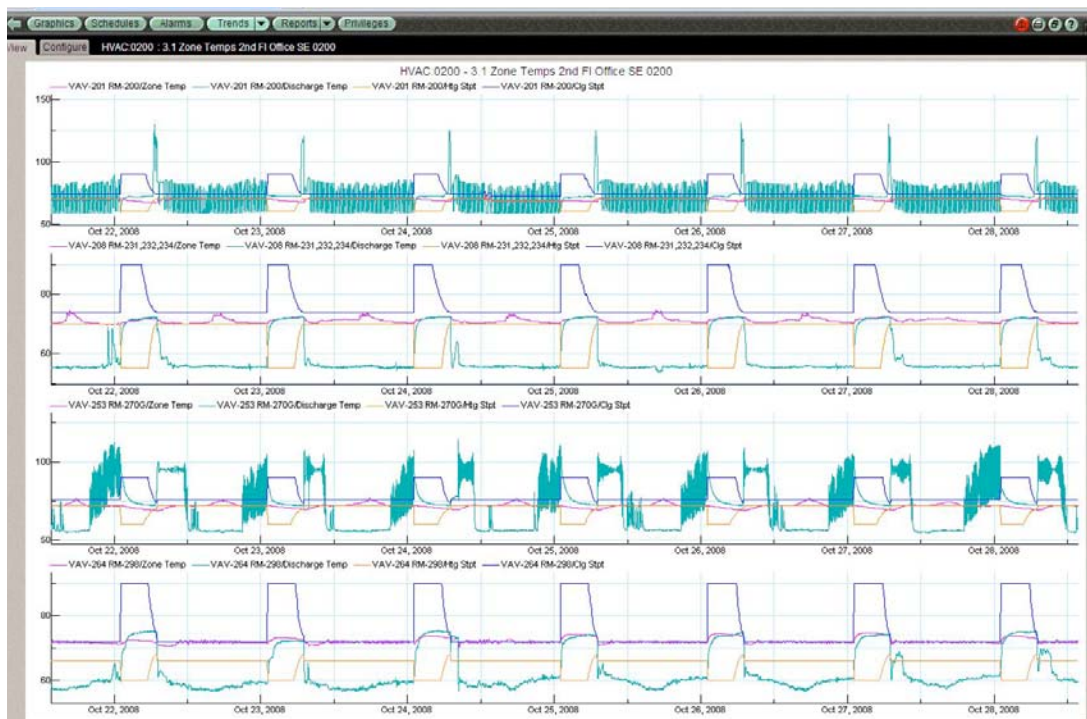 Graphics Schedules Alarms Trends Reports Privileges ?
View Configure HVAC:0200 : 3.1 Zone Temps 2nd Fl Office SE 0200
HVAC:0200 - 3.1 Zone Temps 2nd Fl Office SE 0200
VAV-201 RM-200/Zone Temp VAV-201 RM-200/Discharge Temp VAV-201 RM-200/Htg Stpt VAV-201 RM-200/Clg Stpt
150
100
50
Oct 22, 2008 Oct 23, 2008 Oct 24, 2008 Oct 25, 2008 Oct 26, 2008 Oct 27, 2008 Oct 28, 2008
VAV-208 RM-231,232,234/Zone Temp VAV-208 RM-231,232,234/Discharge Temp VAV-208 RM-231,232,234/Htg Stpt VAV-208 RM-231,232,234/Clg Stpt
80
60
Oct 22, 2008 Oct 23, 2008 Oct 24, 2008 Oct 25, 2008 Oct 26, 2008 Oct 27, 2008 Oct 28, 2008
VAV-253 RM-270G/Zone Temp VAV-253 RM-270G/Discharge Temp VAV-253 RM-270G/Htg Stpt VAV-253 RM-270G/Clg Stpt
100
50
Oct 22, 2008 Oct 23, 2008 Oct 24, 2008 Oct 25, 2008 Oct 26, 2008 Oct 27, 2008 Oct 28, 2008
VAV-264 RM-298/Zone Temp VAV-264 RM-298/Discharge Temp VAV-264 RM-298/Htg Stpt VAV-264 RM-298/Clg Stpt
80
60
Oct 22, 2008 Oct 23, 2008 Oct 24, 2008 Oct 25, 2008 Oct 26, 2008 Oct 27, 2008 Oct 28, 2008